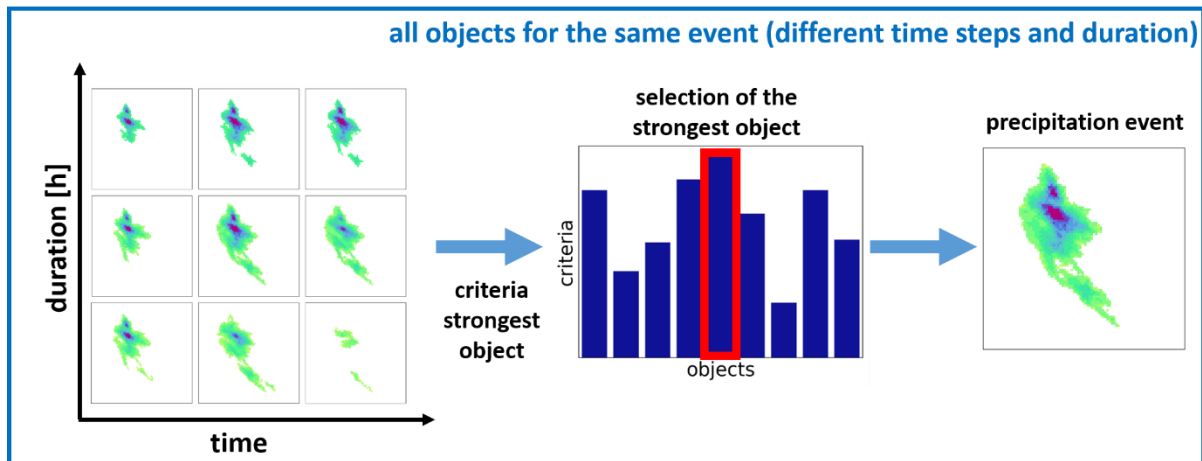 all objects for the same event (different time steps and duration)
duration [h]
time
criteria
strongest
object
selection of the
strongest object
criteria
objects
precipitation event